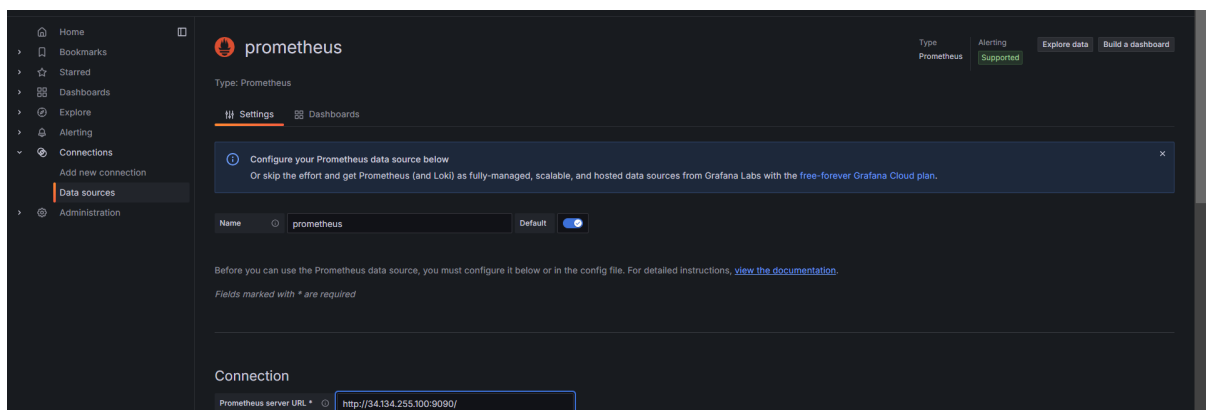 Home
Bookmarks
Starred
Dashboards
Explore
Alerting
Connections
Add new connection
Data sources
Administration
prometheus
Type
Prometheus
Alerting
Supported
Explore data
Build a dashboard
Type: Prometheus
Settings
Dashboards
Configure your Prometheus data source below
Or skip the effort and get Prometheus (and Loki) as fully-managed, scalable, and hosted data sources from Grafana Labs with the free-forever Grafana Cloud plan.
Name
prometheus
Default
Before you can use the Prometheus data source, you must configure it below or in the config file. For detailed instructions, view the documentation.
Fields marked with * are required
Connection
Prometheus server URL *
http://34.134.255.100:9090/